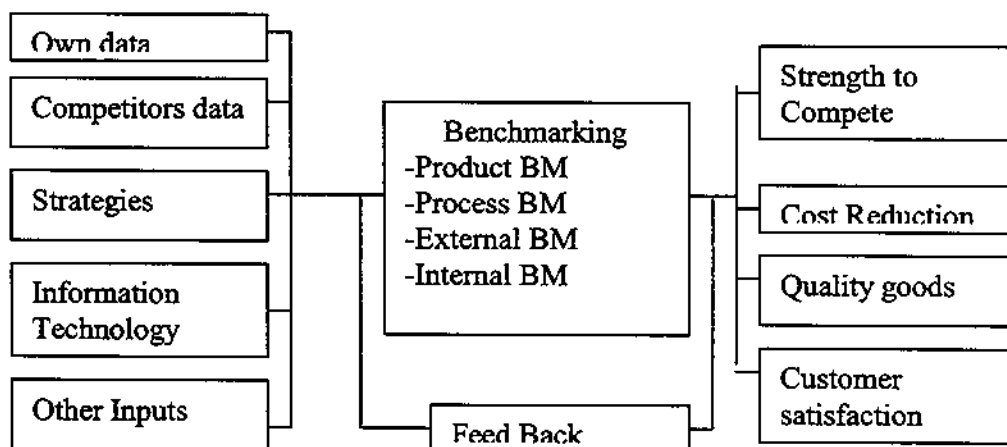 Own data
Competitors data
Strategies
Information
Technology
Other Inputs
Benchmarking
-Product BM
-Process BM
-External BM
-Internal BM
Feed Back
Strength to
Compete
Cost Reduction
Quality goods
Customer
satisfaction